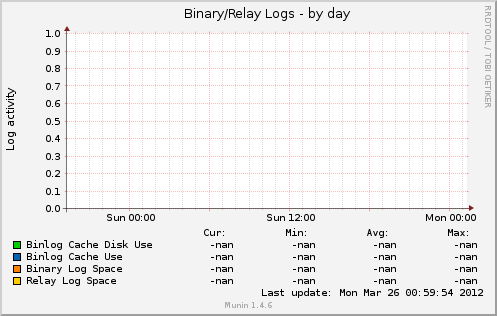 Binary/Relay Logs - by day
RRDTOOL / TOBI OETIKER
Log activity
1.0
0.9
0.8
0.7
0.6
0.5
0.4
0.3
0.2
0.1
0.0
Sun 00:00 Sun 12:00 Mon 00:00
Cur: Min: Avg: Max:
Binlog Cache Disk Use -nan -nan -nan -nan
Binlog Cache Use -nan -nan -nan -nan
Binary Log Space -nan -nan -nan -nan
Relay Log Space -nan -nan -nan -nan
Last update: Mon Mar 26 00:59:54 2012
Munin 1.4.6